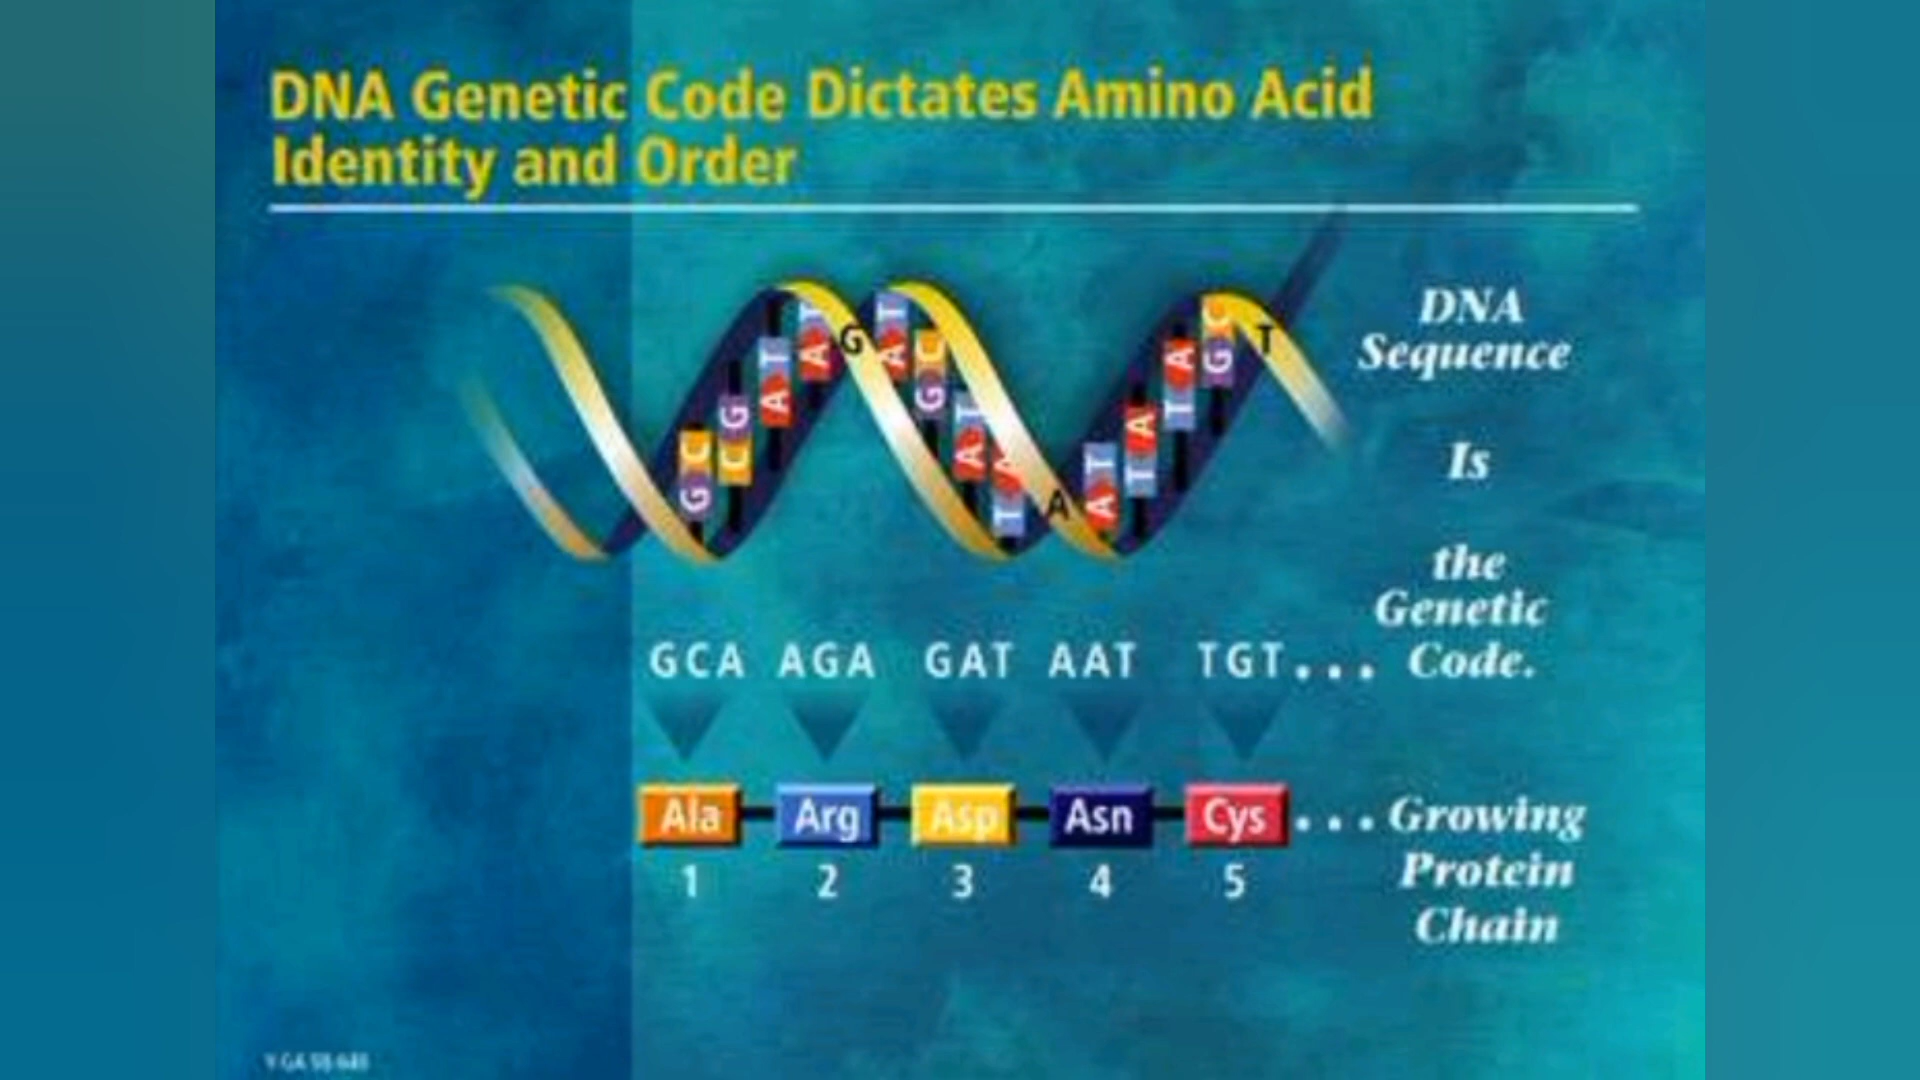 DNA Genetic Code Dictates Amino Acid
Identity and Order
DNA
Sequence
Is
the
Genetic
Code.
G C
C G
A T
A T
G
A T
G C
A T
T A
A
A T
T A
T A
G C
T
GCA AGA GAT AAT TGT...
Ala Arg Asp Asn Cys
1 2 3 4 5
...Growing
Protein
Chain